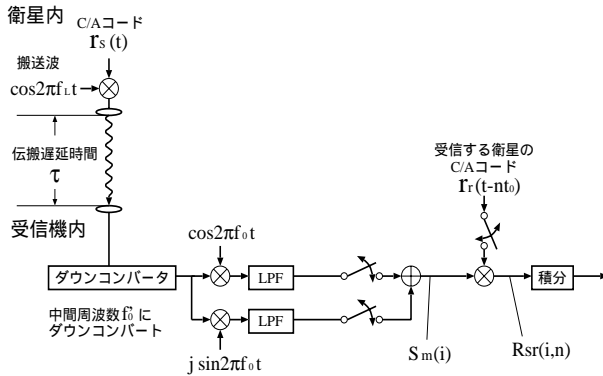 衛星内
C/Aコード
rs(t)
搬送波
cos2πfLt
伝搬遅延時間
τ
受信機内
ダウンコンバータ
中間周波数f0に
ダウンコンバート
cos2πf0t
LPF
LPF
j sin2πf0t
Sm(i)
受信する衛星の
C/Aコード
rr(t-nt0)
Rsr(i,n)
積分